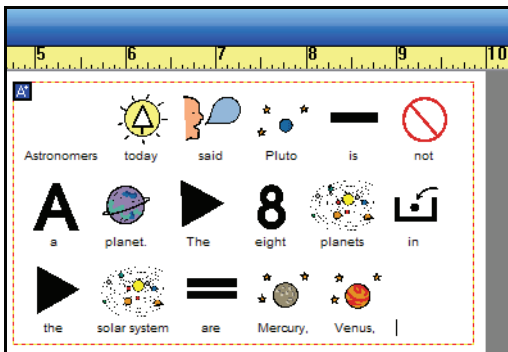 5 6 7 8 9 10
A+
Astronomers today said Pluto is not
A 8
a planet. The eight planets in
the solar system are Mercury, Venus,